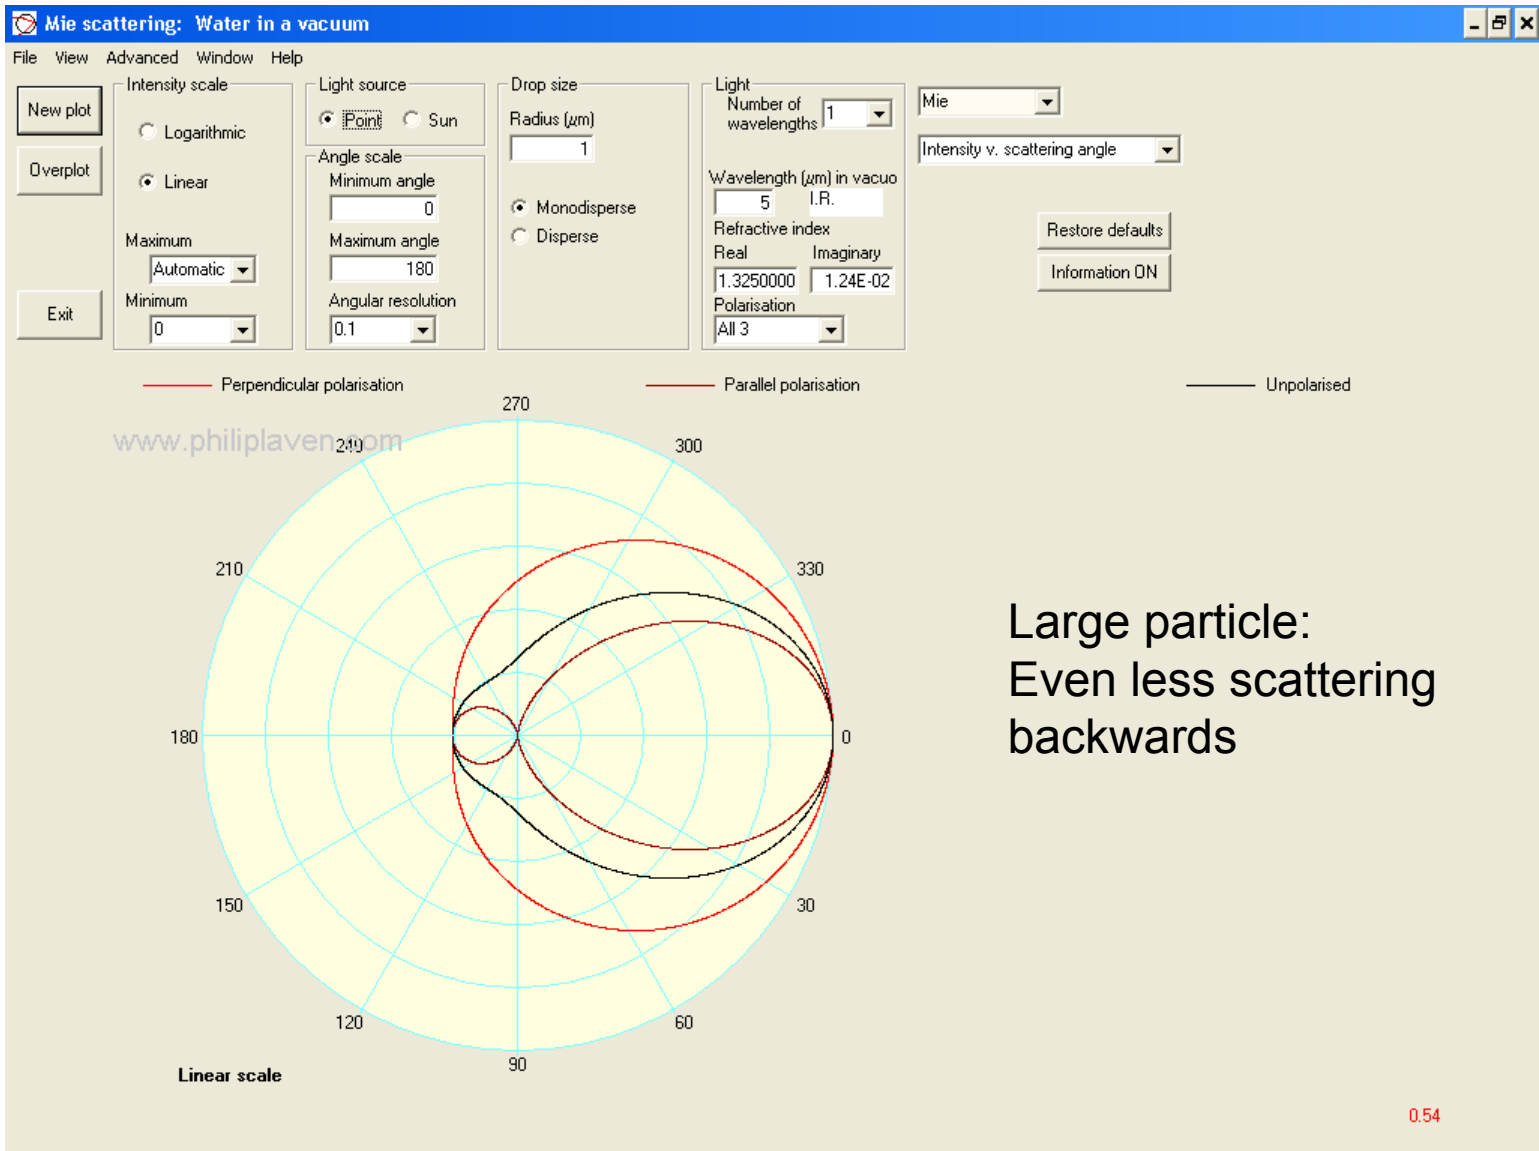 Mie scattering: Water in a vacuum
File View Advanced Window Help
New plot
Overplot
Exit
Intensity scale
Logarithmic
Linear
Maximum
Automatic
Minimum
0
Light source
Point Sun
Angle scale
Minimum angle
0
Maximum angle
180
Angular resolution
0.1
Drop size
Radius (µm)
1
Monodisperse
Disperse
Light
Number of
wavelengths 1
Wavelength (µm) in vacuo
5 I.R.
Refractive index
Real Imaginary
1.3250000 1.24E-02
Polarisation
All 3
Mie
Intensity v. scattering angle
Restore defaults
Information ON
Perpendicular polarisation Parallel polarisation Unpolarised
www.philiplaven.com
270
240 300
210 330
180 0
150 30
120 60
90
Large particle:
Even less scattering
backwards
Linear scale
0.54